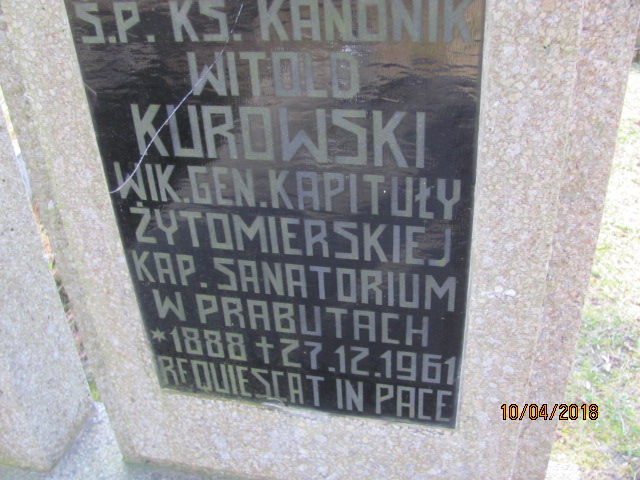 Ś.P. KS. KANONIK
WITOLD
KUROWSKI
WIK.GEN.KAPITUŁY
ŻYTOMIERSKIEJ
KAP. SANATORIUM
W PRABUTACH
*1888 +27.12.1961
REQUIESCAT IN PACE
10/04/2018